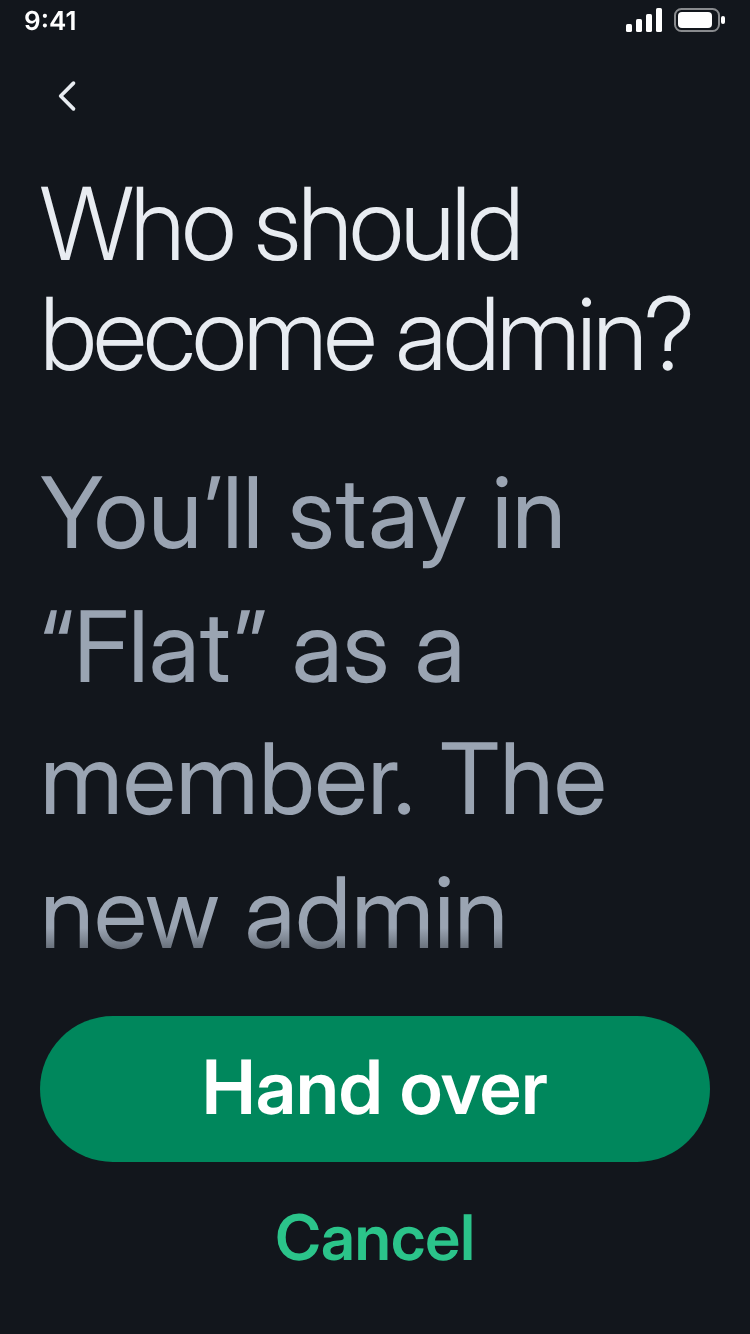 9:41
Who should
become admin?
You’ll stay in
“Flat” as a
member. The
new admin
Hand over
Cancel